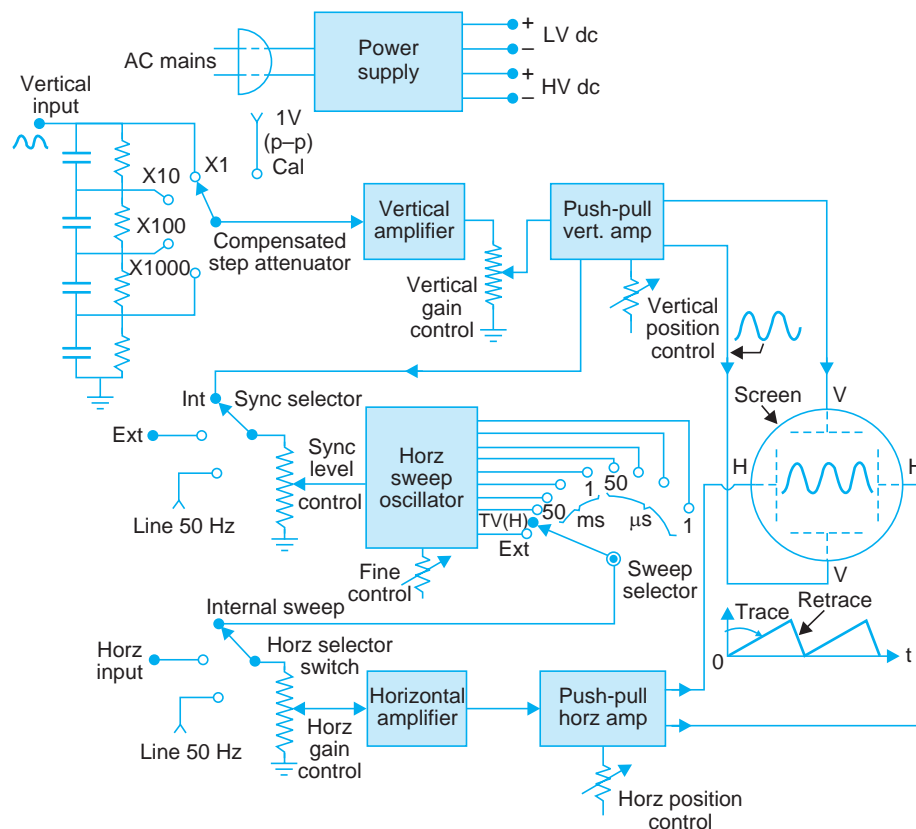 AC mains
Power
supply
+
LV dc
–
+
HV dc
–
Vertical
input
1V
(p–p)
Cal
X1
X10
X100
X1000
Compensated
step attenuator
Vertical
amplifier
Vertical
gain
control
Push-pull
vert. amp
Vertical
position
control
Int
Sync selector
Ext
Line 50 Hz
Sync
level
control
Horz
sweep
oscillator
1
50
50
ms
μs
1
TV(H)
Ext
Fine
control
Sweep
selector
Screen
V
H
H
V
Trace
Retrace
0
t
Internal sweep
Horz selector
switch
Horz
input
Line 50 Hz
Horz
gain
control
Horizontal
amplifier
Push-pull
horz amp
Horz position
control